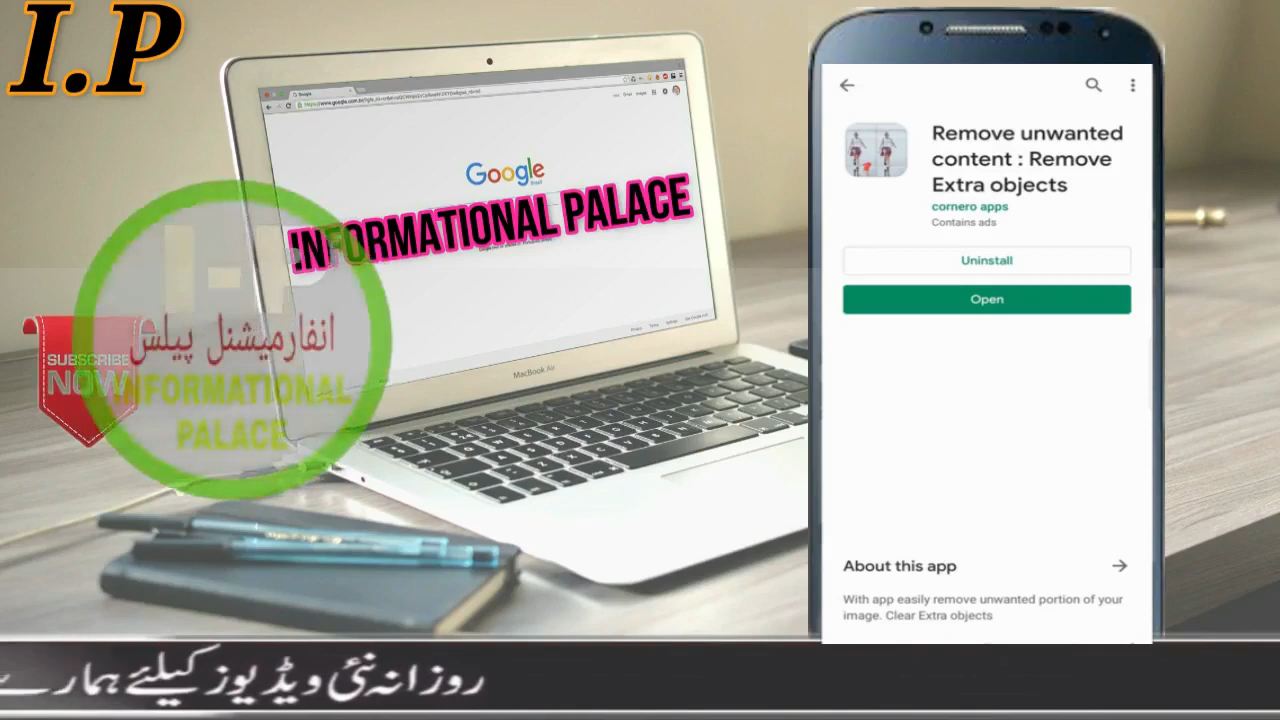 I.P
Google
INFORMATIONAL PALACE
MacBook Air
SUBSCRIBE
NOW
انفارمیشنل پیلس
INFORMATIONAL
PALACE
Remove unwanted
content : Remove
Extra objects
cornero apps
Contains ads
Uninstall
Open
About this app
With app easily remove unwanted portion of your
image. Clear Extra objects
روزانہ نئی ویڈیوز کیلئے ہمارے